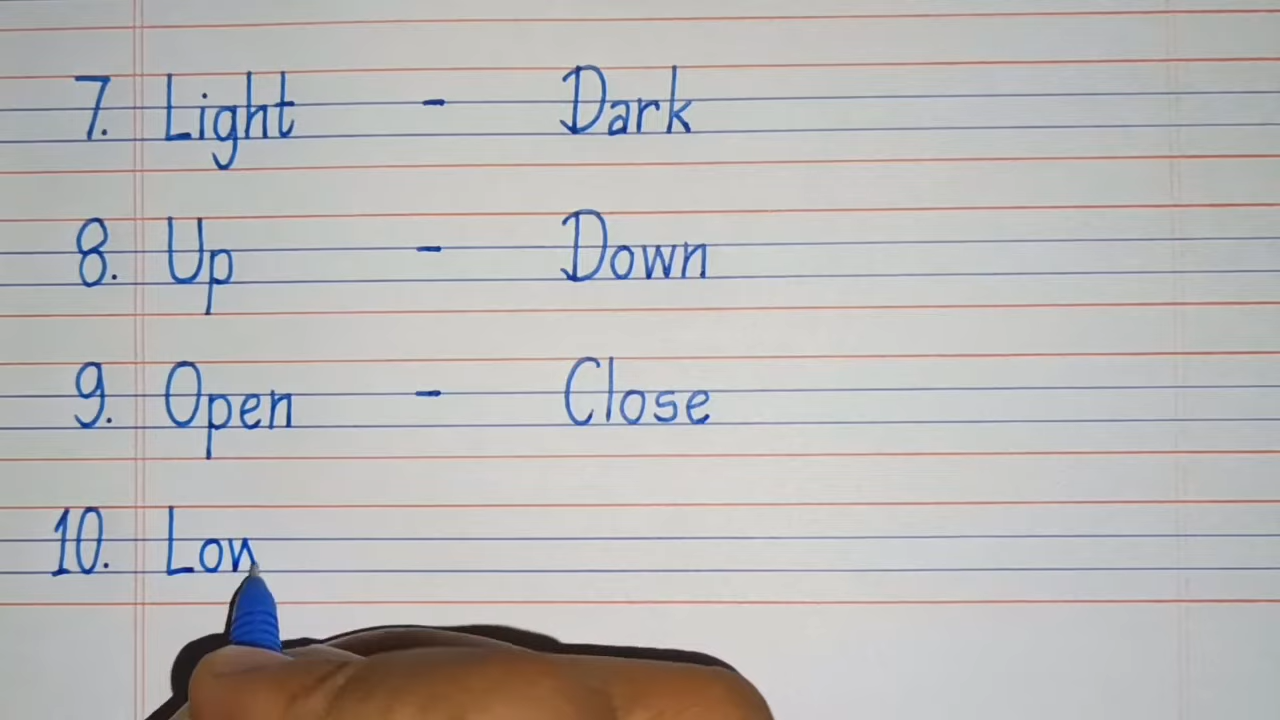 7. Light - Dark
8. Up - Down
9. Open - Close
10. Lon